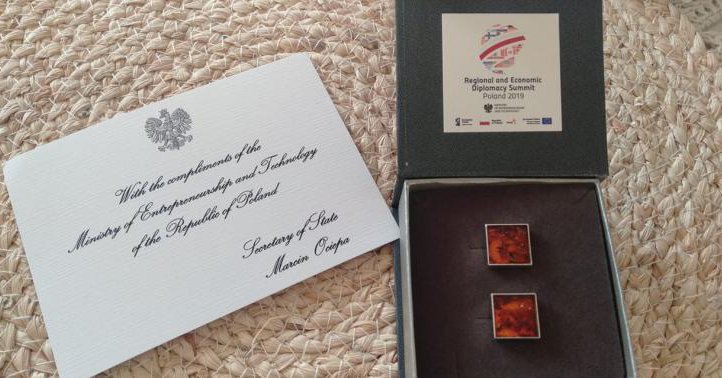 With the compliments of the
Ministry of Entrepreneurship and Technology
of the Republic of Poland
Secretary of State
Marcin Ociepa
Regional and Economic
Diplomacy Summit
Poland 2019